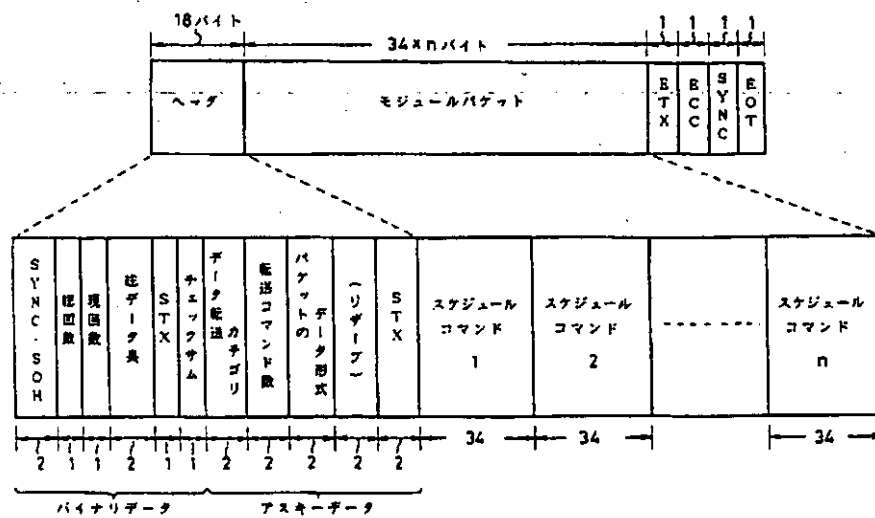 18バイト
34×nバイト
1 1 1 1
ヘッダ
モジュールパケット
ETX
ECC
SYNC
EOT
SYNC・SOH
総回数
現回数
総データ長
STX
チェックサム
データ転送カテゴリ
転送コマンド数
パケットのデータ形式
(リザーブ)
STX
スケジュールコマンド1
スケジュールコマンド2
スケジュールコマンドn
2 1 1 2 1 1 2 2 2 2 2 34 34 34
バイナリデータ
アスキーデータ